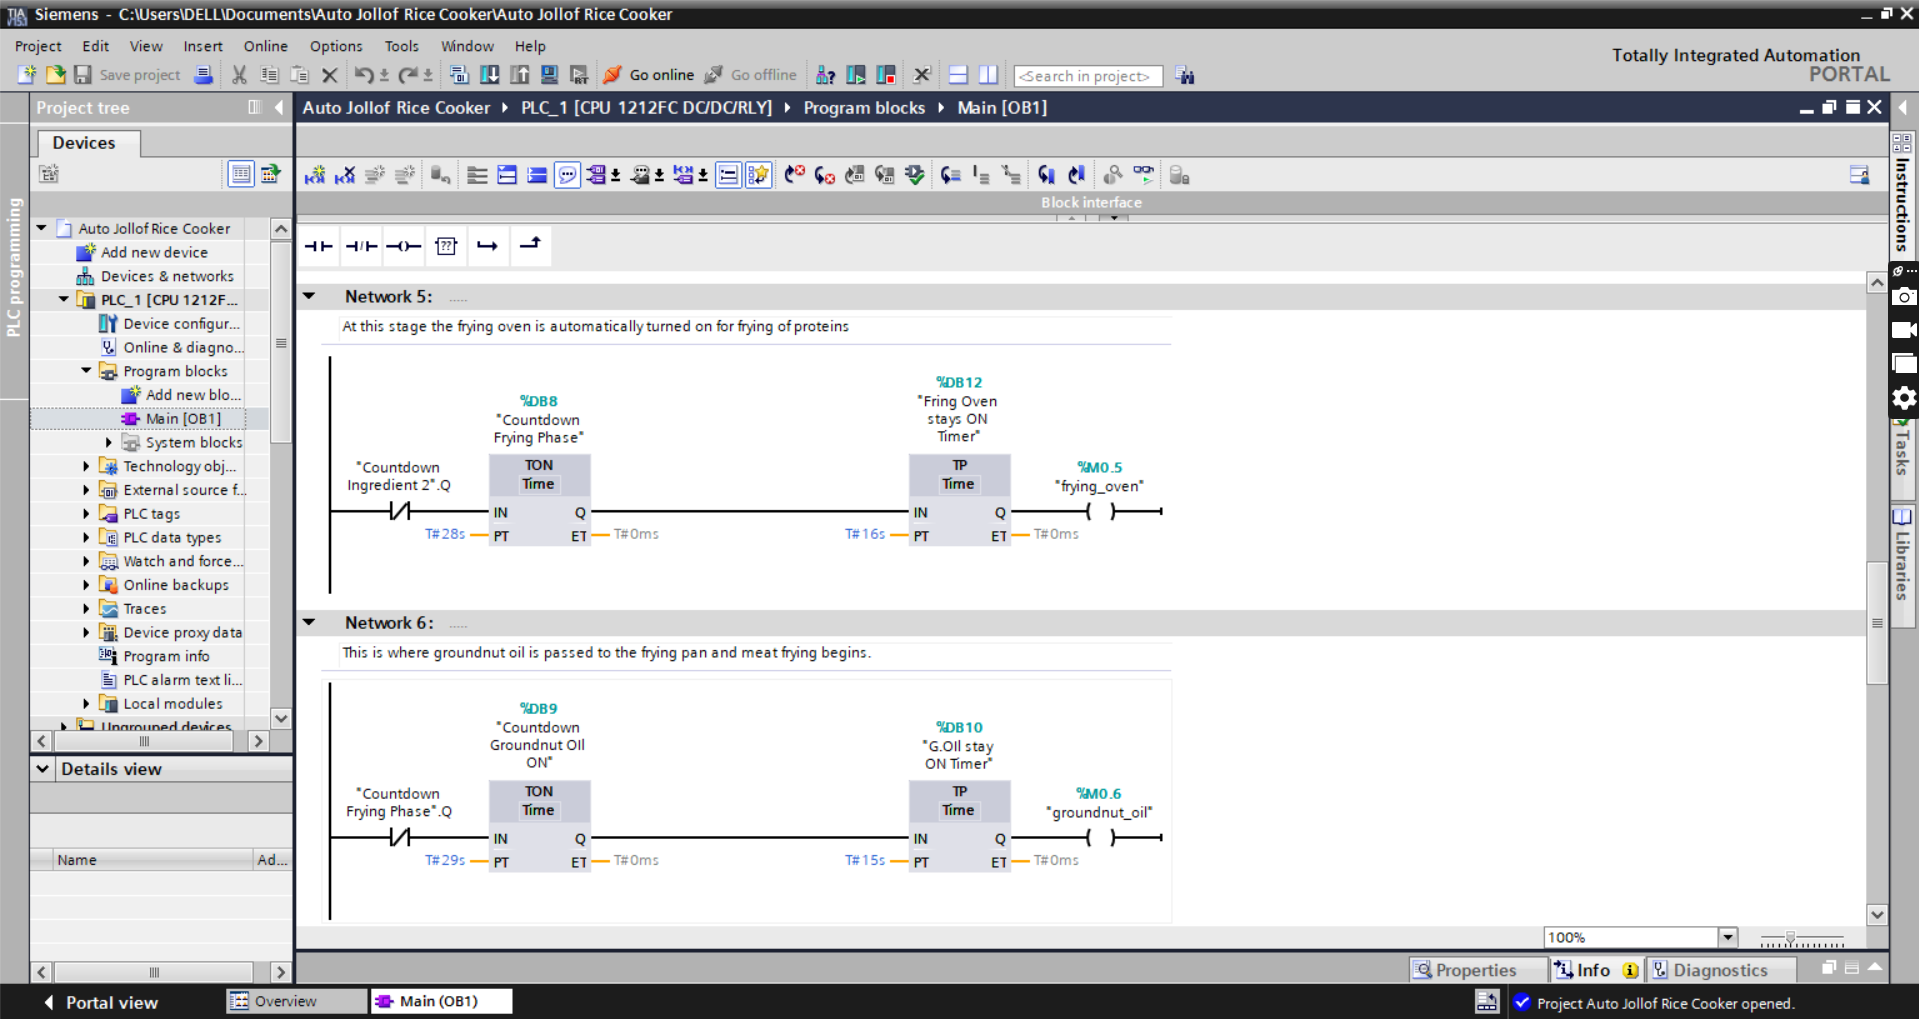 Siemens - C:\Users\DELL\Documents\Auto Jollof Rice Cooker\Auto Jollof Rice Cooker
Project Edit View Insert Online Options Tools Window Help
Totally Integrated Automation
PORTAL
Save project
Go online
Go offline
<Search in project>
Project tree
Auto Jollof Rice Cooker
PLC_1 [CPU 1212FC DC/DC/RLY]
Program blocks
Main [OB1]
Devices
PLC programming
Block interface
Auto Jollof Rice Cooker
Add new device
Devices & networks
PLC_1 [CPU 1212F...
Device configur...
Online & diagno...
Program blocks
Add new blo...
Main [OB1]
System blocks
Technology obj...
External source f...
PLC tags
PLC data types
Watch and force...
Online backups
Traces
Device proxy data
Program info
PLC alarm text li...
Local modules
Ungrouped devices
Details view
Name
Ad...
Network 5: .....
At this stage the frying oven is automatically turned on for frying of proteins
%DB8
"Countdown
Frying Phase"
%DB12
"Fring Oven
stays ON
Timer"
"Countdown
Ingredient 2".Q
TON
Time
IN Q
T#28s PT ET T#0ms
TP
Time
IN Q
T#16s PT ET T#0ms
%M0.5
"frying_oven"
Network 6: .....
This is where groundnut oil is passed to the frying pan and meat frying begins.
%DB9
"Countdown
Groundnut OIl
ON"
%DB10
"G.OIl stay
ON Timer"
"Countdown
Frying Phase".Q
TON
Time
IN Q
T#29s PT ET T#0ms
TP
Time
IN Q
T#15s PT ET T#0ms
%M0.6
"groundnut_oil"
Instructions
Tasks
Libraries
100%
Properties
Info
Diagnostics
Portal view
Overview
Main (OB1)
Project Auto Jollof Rice Cooker opened.